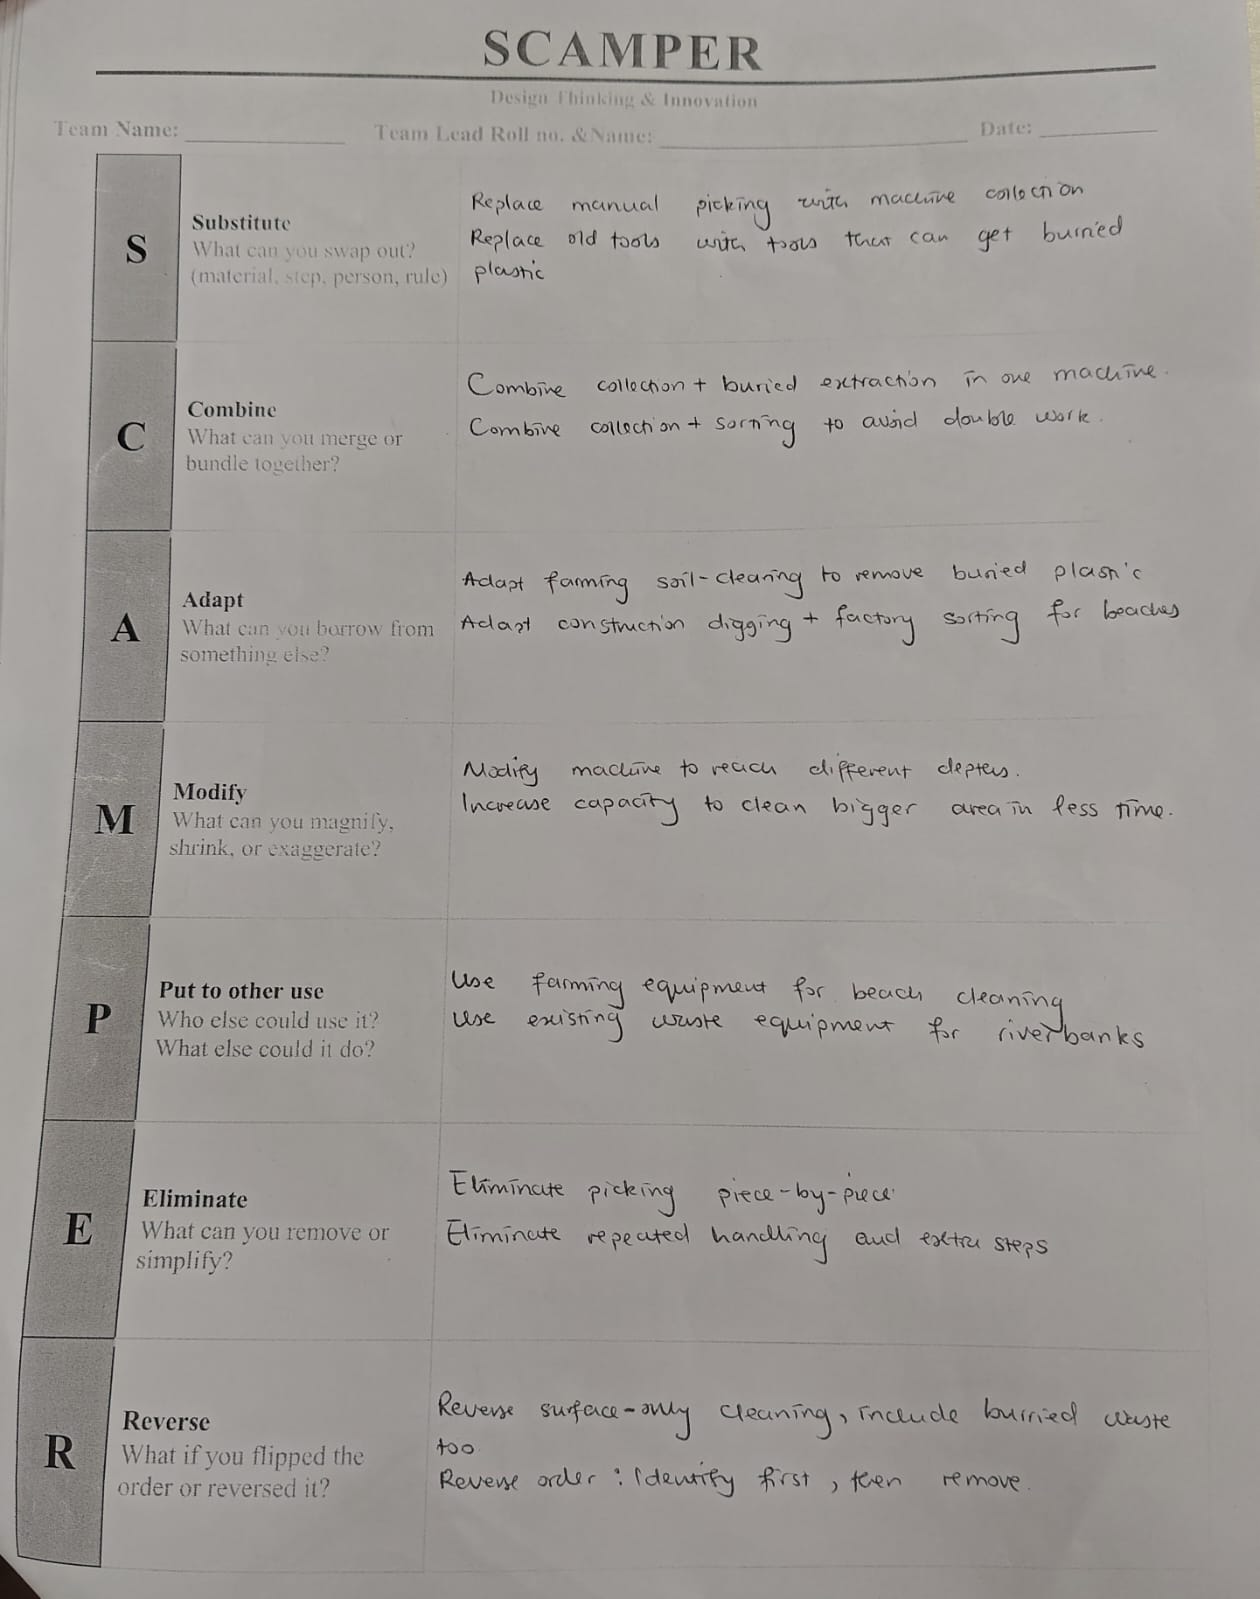 SCAMPER
Design Thinking & Innovation
Team Name: Team Lead Roll no. &Name: Date:
S
Substitute
What can you swap out?
(material, step, person, rule)
Replace manual picking with machine collection
Replace old tools with tools that can get burried
plastic
C
Combine
What can you merge or
bundle together?
Combine collection + buried extraction in one machine.
Combine collection + sorting to avoid double work.
A
Adapt
What can you borrow from
something else?
Adapt farming soil-clearing to remove buried plastic
Adapt construction digging + factory sorting for beaches
M
Modify
What can you magnify,
shrink, or exaggerate?
Modify machine to reach different depters.
Increase capacity to clean bigger area in less time.
P
Put to other use
Who else could use it?
What else could it do?
Use farming equipment for beach cleaning
Use existing waste equipment for riverbanks
E
Eliminate
What can you remove or
simplify?
Eliminate picking piece-by-piece
Eliminate repeated handling and extra steps
R
Reverse
What if you flipped the
order or reversed it?
Reverse surface-only cleaning, include burried waste
too.
Reverse order : Identify first, then remove.